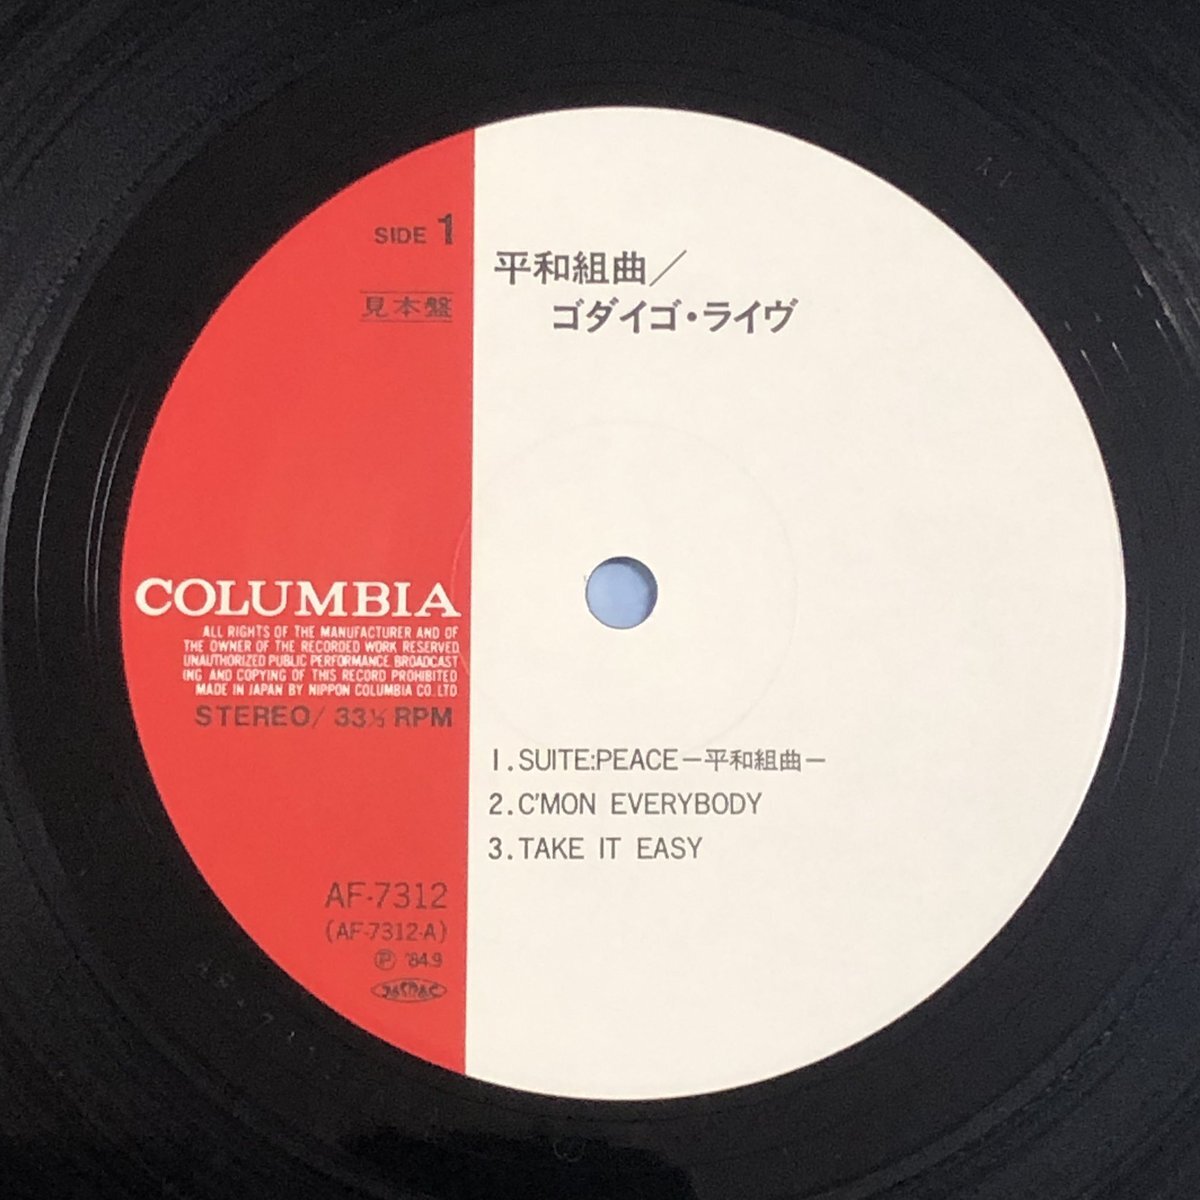 SIDE 1
見本盤
平和組曲／
ゴダイゴ・ライヴ
COLUMBIA
ALL RIGHTS OF THE MANUFACTURER AND OF
THE OWNER OF THE RECORDED WORK RESERVED
UNAUTHORIZED PUBLIC PERFORMANCE BROADCAST
ING AND COPYING OF THIS RECORD PROHIBITED
MADE IN JAPAN BY NIPPON COLUMBIA CO. LTD
STEREO/ 33⅓ RPM
1.SUITE:PEACE－平和組曲－
2.C'MON EVERYBODY
3.TAKE IT EASY
AF-7312
(AF-7312-A)
Ⓟ '84.9
JASRAC